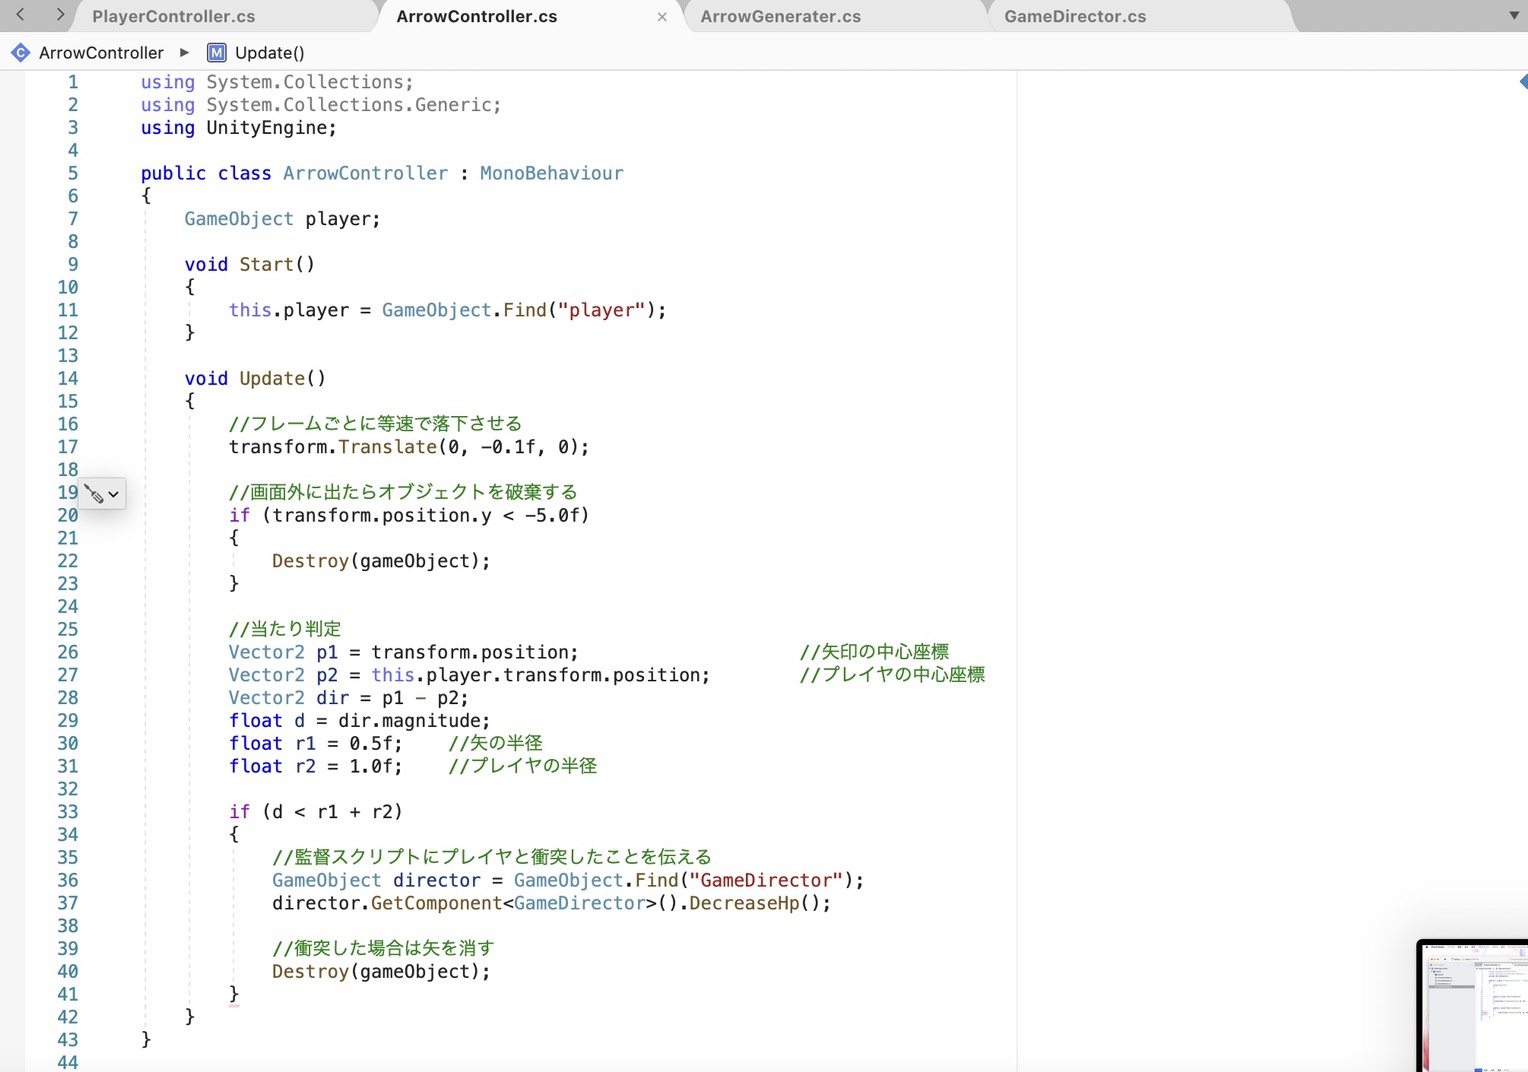 PlayerController.cs ArrowController.cs × ArrowGenerater.cs GameDirector.cs
C ArrowController ▶ M Update()
1 using System.Collections;
2 using System.Collections.Generic;
3 using UnityEngine;
4
5 public class ArrowController : MonoBehaviour
6 {
7 GameObject player;
8
9 void Start()
10 {
11 this.player = GameObject.Find("player");
12 }
13
14 void Update()
15 {
16 //フレームごとに等速で落下させる
17 transform.Translate(0, -0.1f, 0);
18
19 //画面外に出たらオブジェクトを破棄する
20 if (transform.position.y < -5.0f)
21 {
22 Destroy(gameObject);
23 }
24
25 //当たり判定
26 Vector2 p1 = transform.position; //矢印の中心座標
27 Vector2 p2 = this.player.transform.position; //プレイヤの中心座標
28 Vector2 dir = p1 - p2;
29 float d = dir.magnitude;
30 float r1 = 0.5f; //矢の半径
31 float r2 = 1.0f; //プレイヤの半径
32
33 if (d < r1 + r2)
34 {
35 //監督スクリプトにプレイヤと衝突したことを伝える
36 GameObject director = GameObject.Find("GameDirector");
37 director.GetComponent<GameDirector>().DecreaseHp();
38
39 //衝突した場合は矢を消す
40 Destroy(gameObject);
41 }
42 }
43 }
44